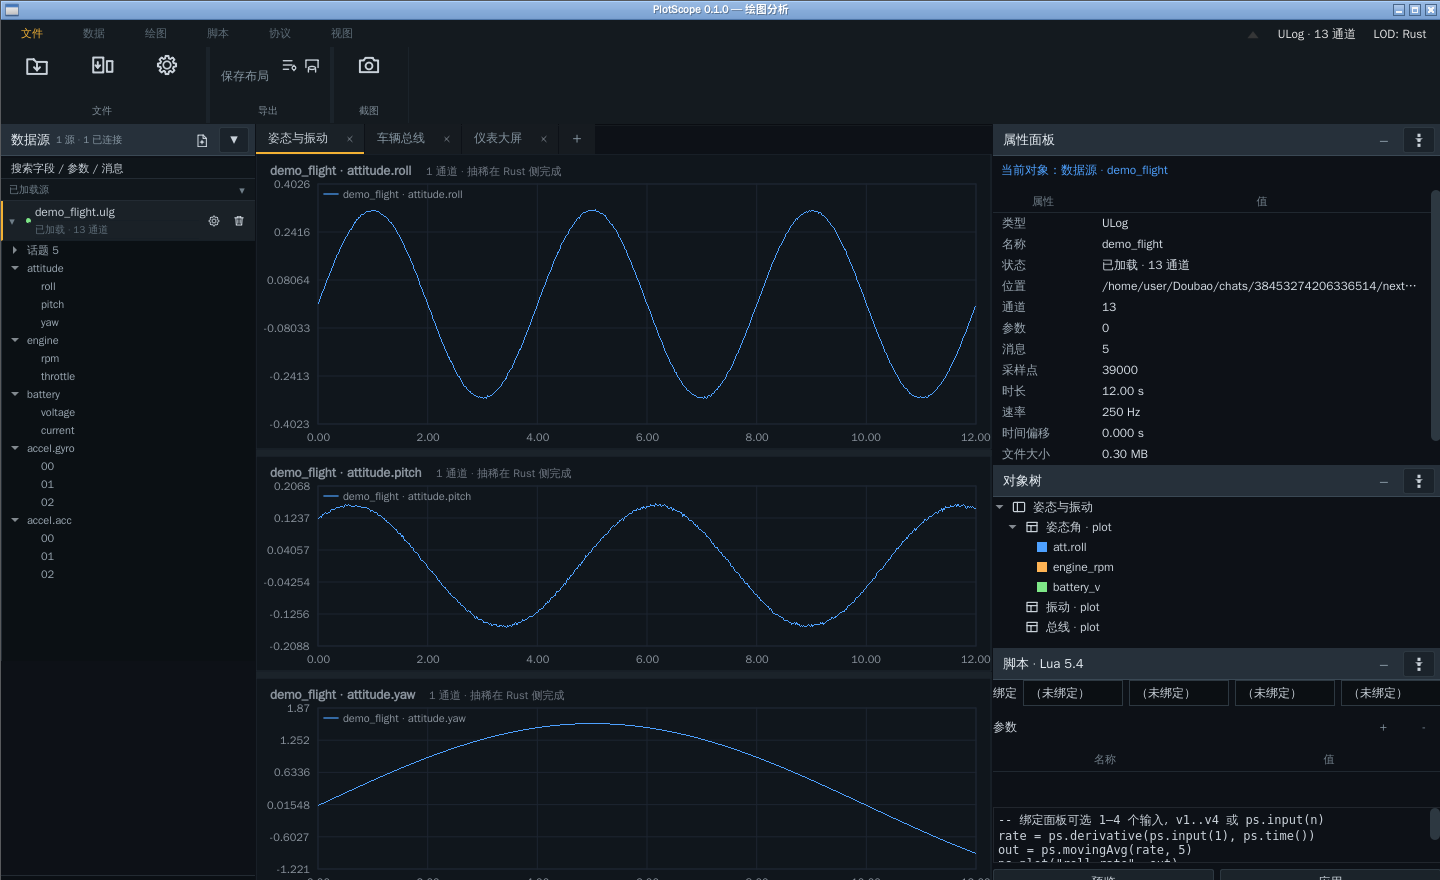 PlotScope 0.1.0 — 绘图分析
文件 数据 绘图 脚本 协议 视图
ULog · 13 通道 LOD: Rust
保存布局
文件 导出 截图
数据源 1 源 · 1 已连接
搜索字段 / 参数 / 消息
已加载源
demo_flight.ulg
已加载 · 13 通道
话题 5
attitude
roll
pitch
yaw
engine
rpm
throttle
battery
voltage
current
accel.gyro
00
01
02
accel.acc
00
01
02
姿态与振动 × 车辆总线 × 仪表大屏 × +
demo_flight · attitude.roll 1 通道 · 抽稀在 Rust 侧完成
demo_flight · attitude.roll
0.4026
0.2416
0.08064
-0.08033
-0.2413
-0.4023
0.00 2.00 4.00 6.00 8.00 10.00 12.00
demo_flight · attitude.pitch 1 通道 · 抽稀在 Rust 侧完成
demo_flight · attitude.pitch
0.2068
0.1237
0.04057
-0.04254
-0.1256
-0.2088
0.00 2.00 4.00 6.00 8.00 10.00 12.00
demo_flight · attitude.yaw 1 通道 · 抽稀在 Rust 侧完成
demo_flight · attitude.yaw
1.87
1.252
0.6336
0.01548
-0.6027
-1.221
属性面板
当前对象：数据源 · demo_flight
属性 值
类型 ULog
名称 demo_flight
状态 已加载 · 13 通道
位置 /home/user/Doubao/chats/38453274206336514/next…
通道 13
参数 0
消息 5
采样点 39000
时长 12.00 s
速率 250 Hz
时间偏移 0.000 s
文件大小 0.30 MB
对象树
姿态与振动
姿态角 · plot
att.roll
engine_rpm
battery_v
振动 · plot
总线 · plot
脚本 · Lua 5.4
绑定 （未绑定） （未绑定） （未绑定） （未绑定）
参数 + -
名称 值
-- 绑定面板可选 1—4 个输入，v1..v4 或 ps.input(n)
rate = ps.derivative(ps.input(1), ps.time())
out = ps.movingAvg(rate, 5)